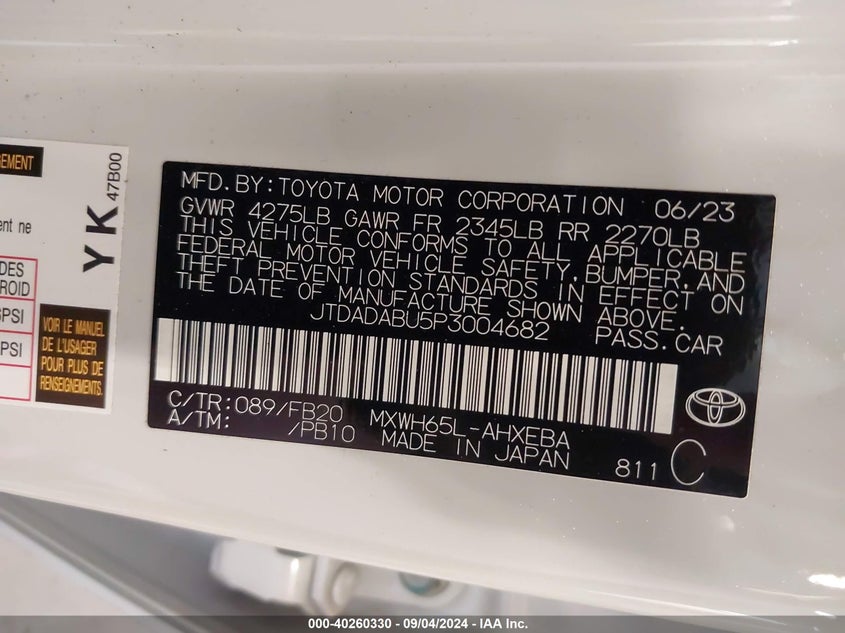 GEMENT
YK
47B00
ent ne
DES
ROID
PSI
PSI
VOIR LE MANUEL
DE L'USAGER
POUR PLUS DE
RENSEIGNEMENTS.
MFD.BY:TOYOTA MOTOR CORPORATION 06/23
GVWR 4275LB GAWR FR 2345LB RR 2270LB
THIS VEHICLE CONFORMS TO ALL APPLICABLE
FEDERAL MOTOR VEHICLE SAFETY,BUMPER,AND
THEFT PREVENTION STANDARDS IN EFFECT ON
THE DATE OF MANUFACTURE SHOWN ABOVE.
JTDADABU5P3004682 PASS.CAR
C/TR:089/FB20 MXWH65L-AHXEBA
A/TM: /PB10 MADE IN JAPAN 811 C
000-40260330 - 09/04/2024 - IAA Inc.